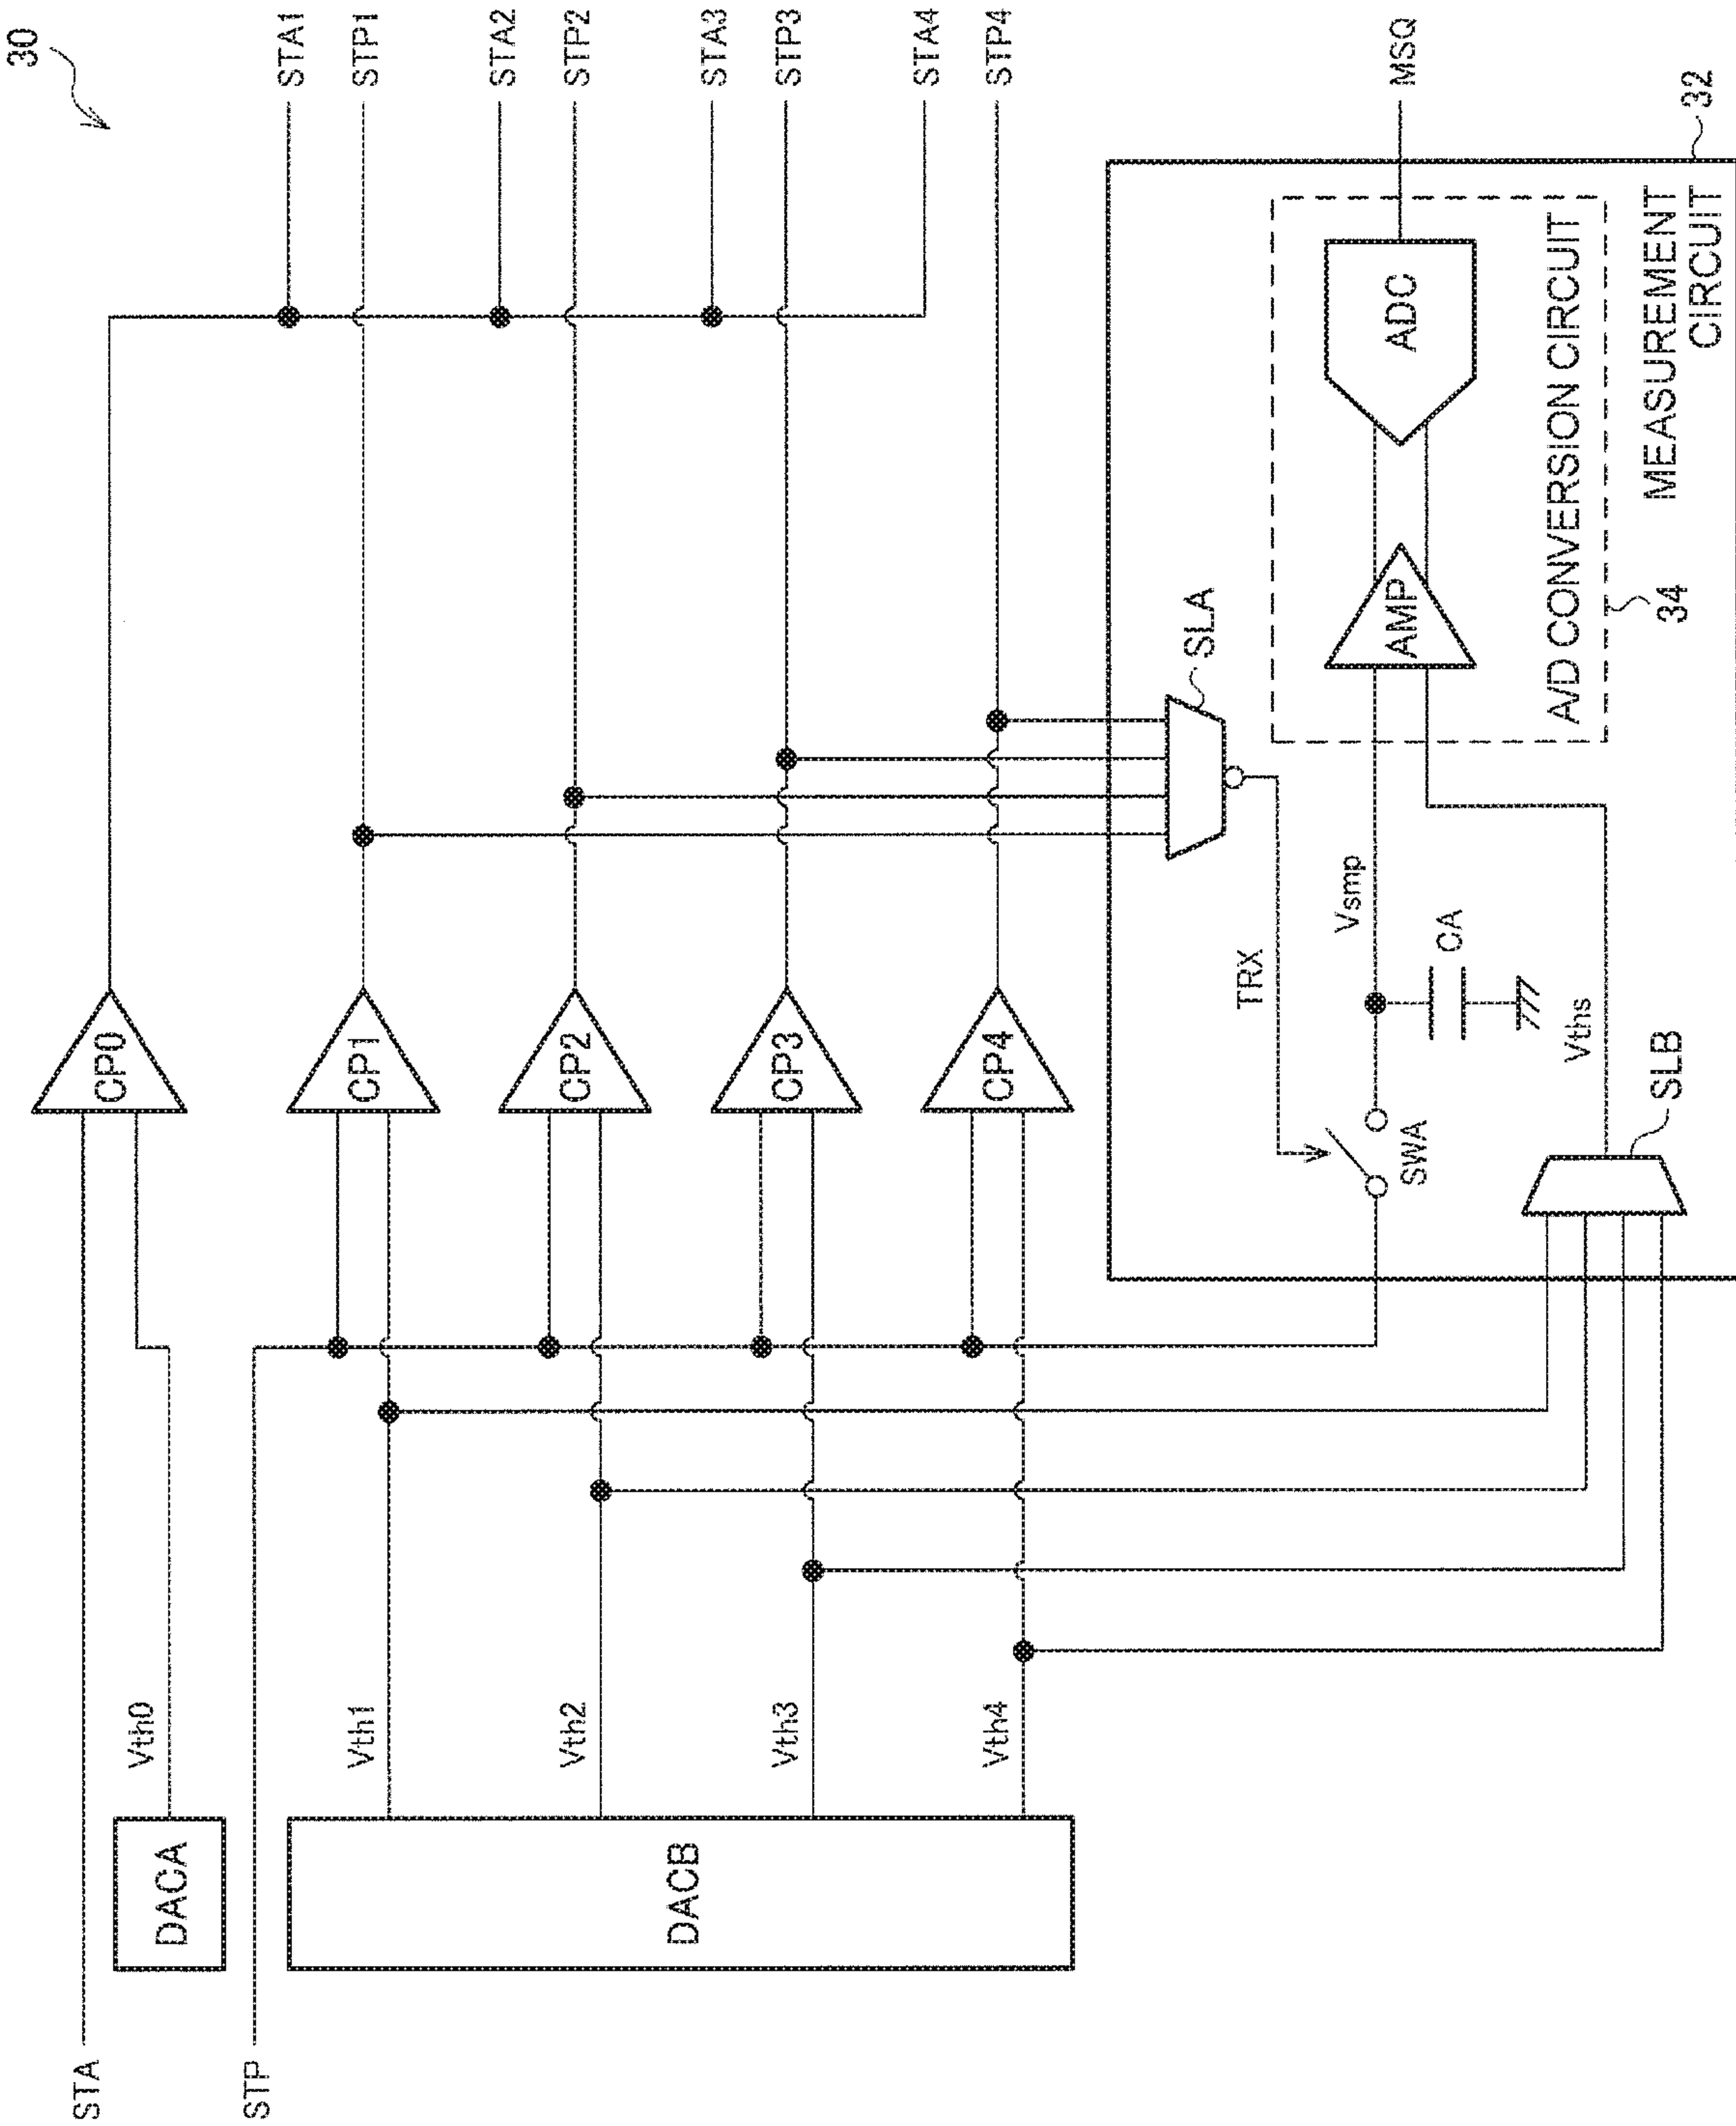 30
STA
DACA
Vth0
CP0
STA1
STP
STP1
Vth1
CP1
STA2
DACB
Vth2
CP2
STP2
STA3
Vth3
CP3
STP3
STA4
Vth4
CP4
STP4
SLA
TRX
Vsmp
SWA
CA
Vths
SLB
AMP
ADC
MSQ
A/D CONVERSION CIRCUIT
34
MEASUREMENT
CIRCUIT
32